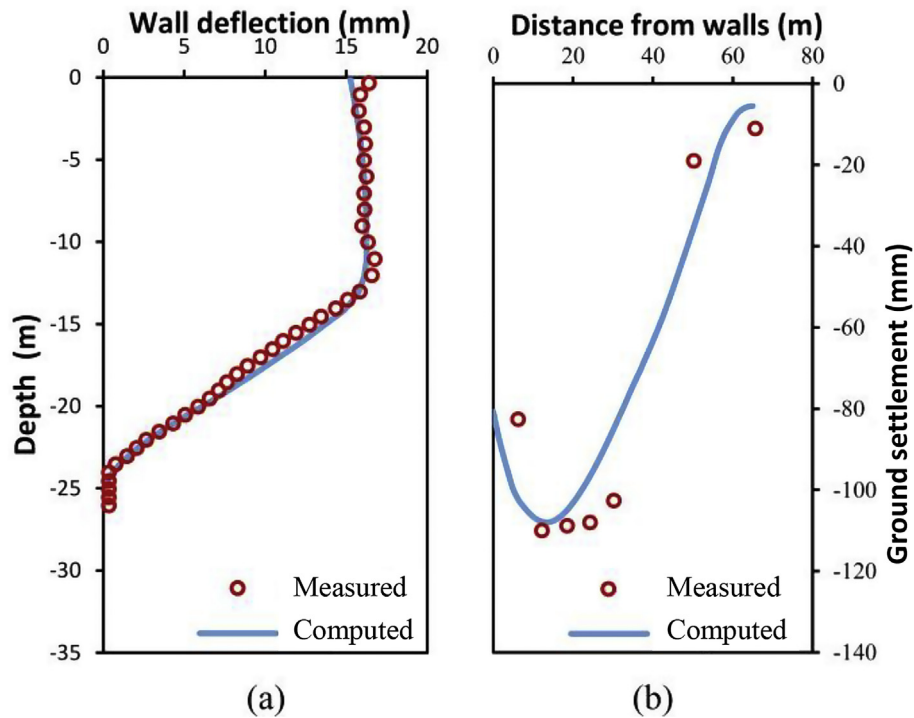 Wall deflection (mm)
0 5 10 15 20
0
-5
-10
-15
-20
-25
-30
-35
Depth (m)
Measured
Computed
(a)
Distance from walls (m)
0 20 40 60 80
0
-20
-40
-60
-80
-100
-120
-140
Ground settlement (mm)
Measured
Computed
(b)